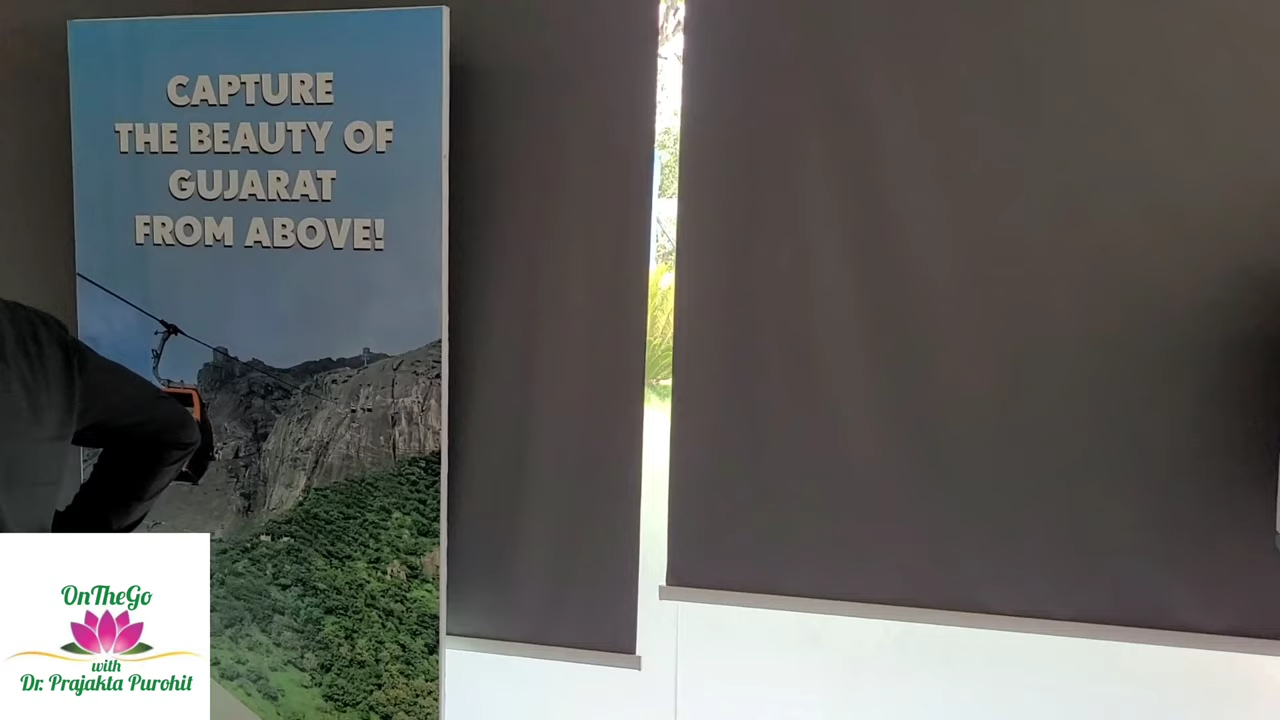 CAPTURE
THE BEAUTY OF
GUJARAT
FROM ABOVE!
OnTheGo
with
Dr. Prajakta Purohit